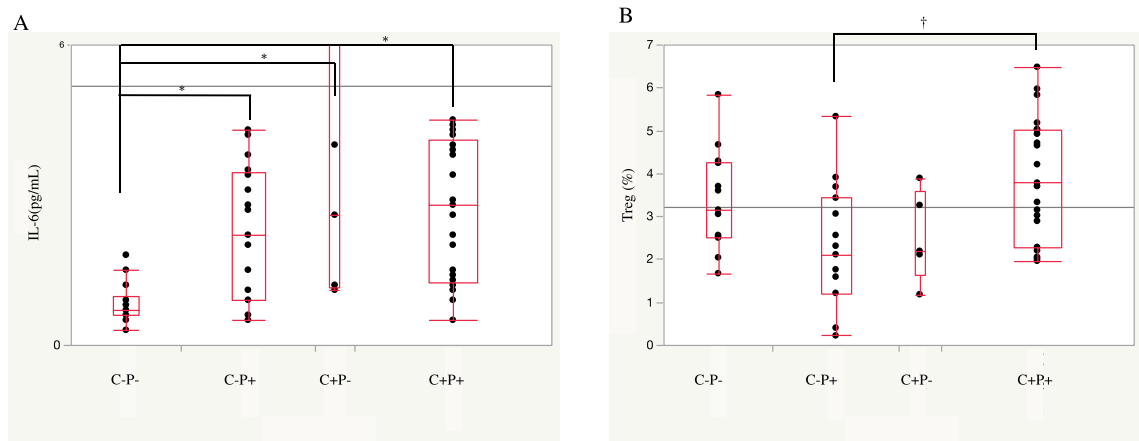 A
6
*
*
*
IL-6(pg/mL)
0
C-P-
C-P+
C+P-
C+P+
B
†
7
6
5
4
3
2
1
0
Treg (%)
C-P-
C-P+
C+P-
C+P+